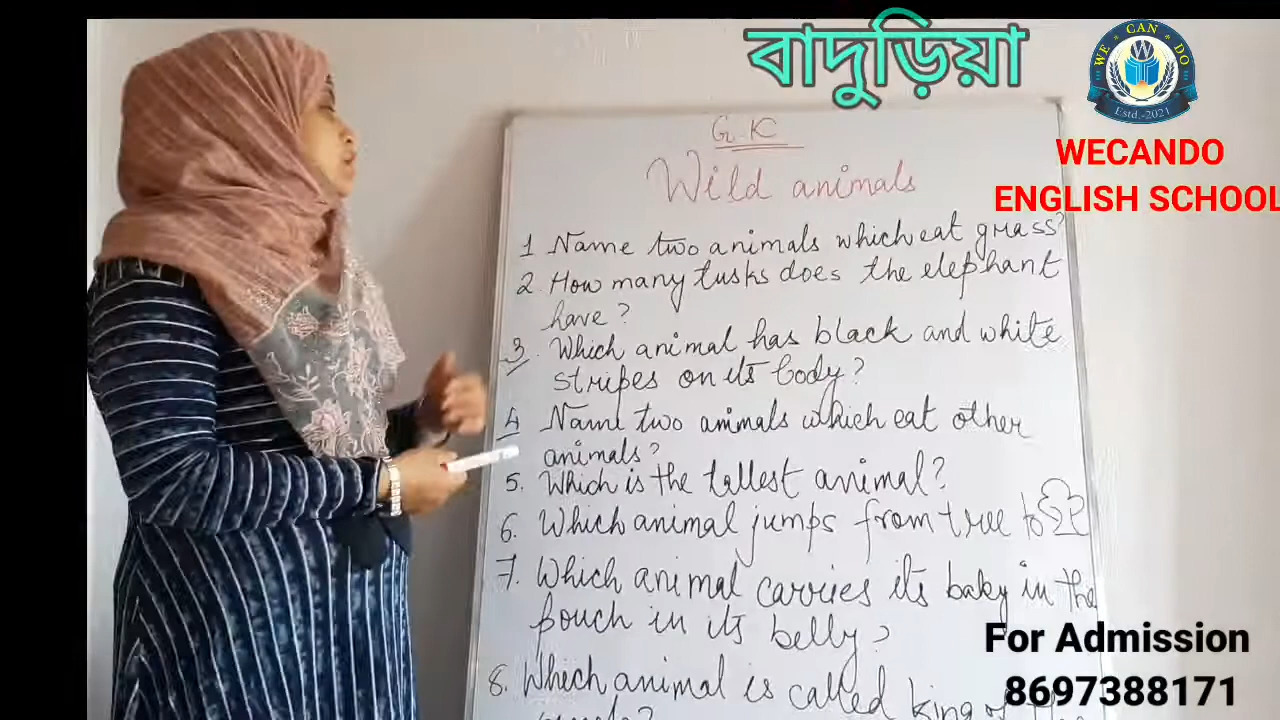 বাদুড়িয়া
WE CAN DO
W
Estd.-2021
WECANDO
ENGLISH SCHOOL
G.K
Wild animals
1 Name two animals which eat grass?
2. How many tusks does the elephant
have?
3. Which animal has black and white
stripes on its body?
4 Name two animals which eat other
animals?
5. Which is the tallest animal?
6. Which animal jumps from tree to
7. Which animal carries its baby in the
pouch in its belly?
8. Which animal is called king of the
For Admission
8697388171